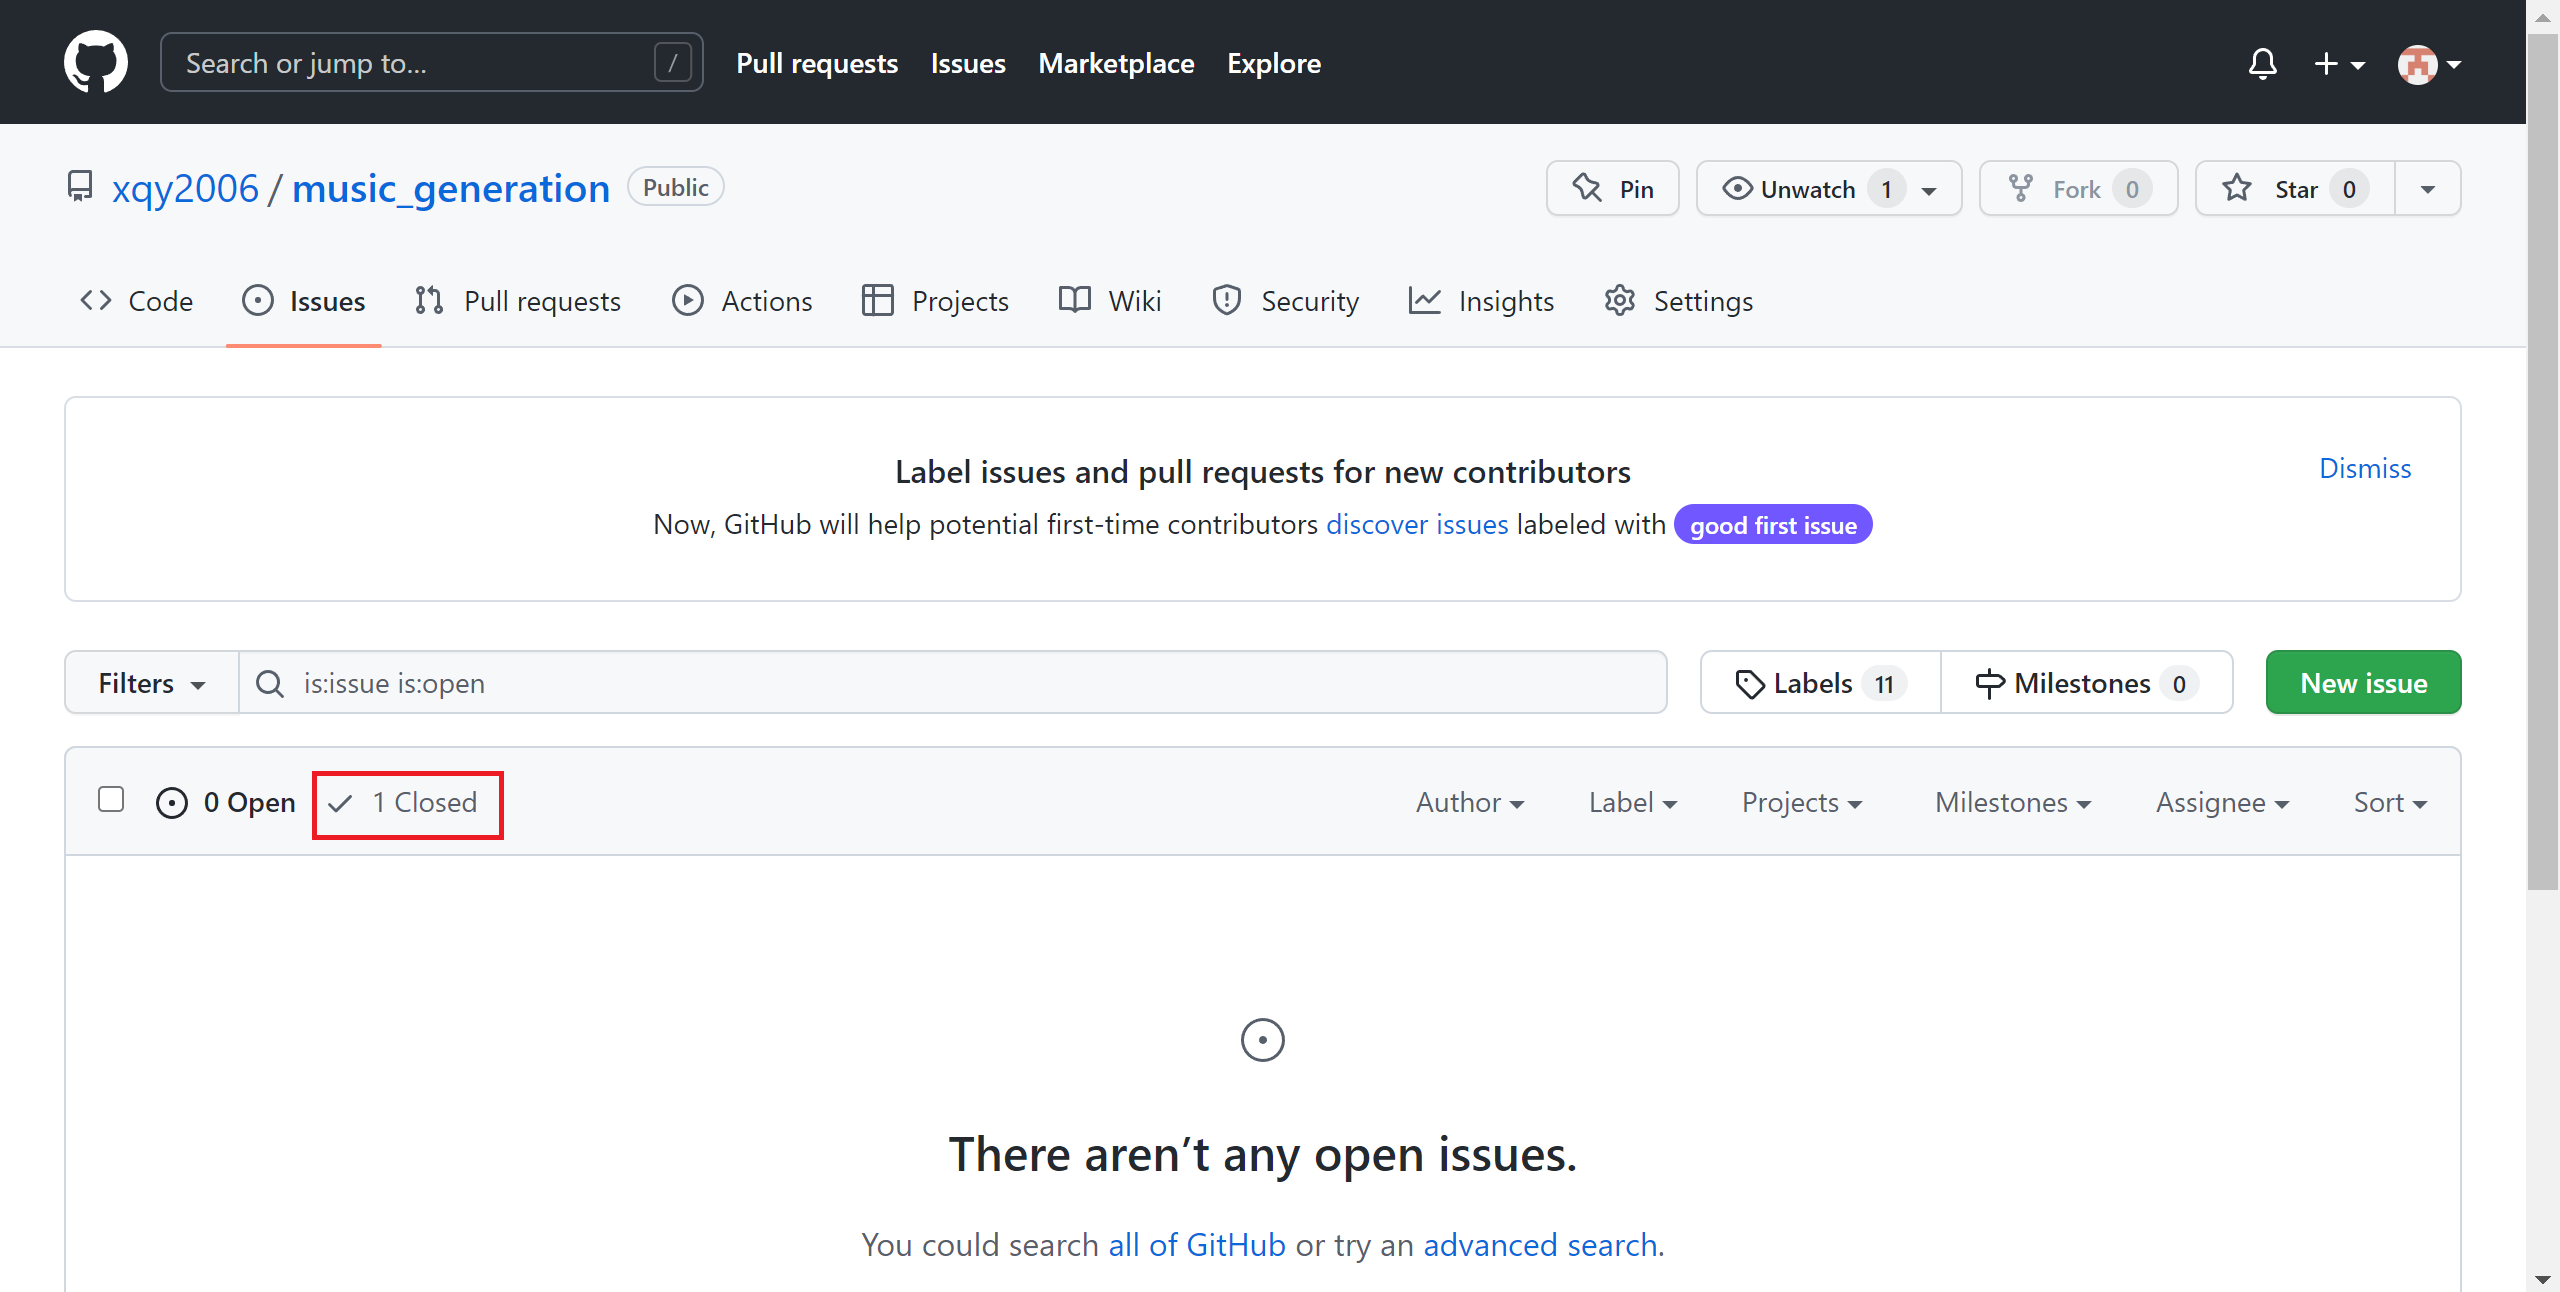 Search or jump to... / Pull requests Issues Marketplace Explore
xqy2006 / music_generation Public Pin Unwatch 1 Fork 0 Star 0
Code Issues Pull requests Actions Projects Wiki Security Insights Settings
Label issues and pull requests for new contributors
Dismiss
Now, GitHub will help potential first-time contributors discover issues labeled with good first issue
Filters is:issue is:open Labels 11 Milestones 0 New issue
0 Open 1 Closed Author Label Projects Milestones Assignee Sort
There aren’t any open issues.
You could search all of GitHub or try an advanced search.